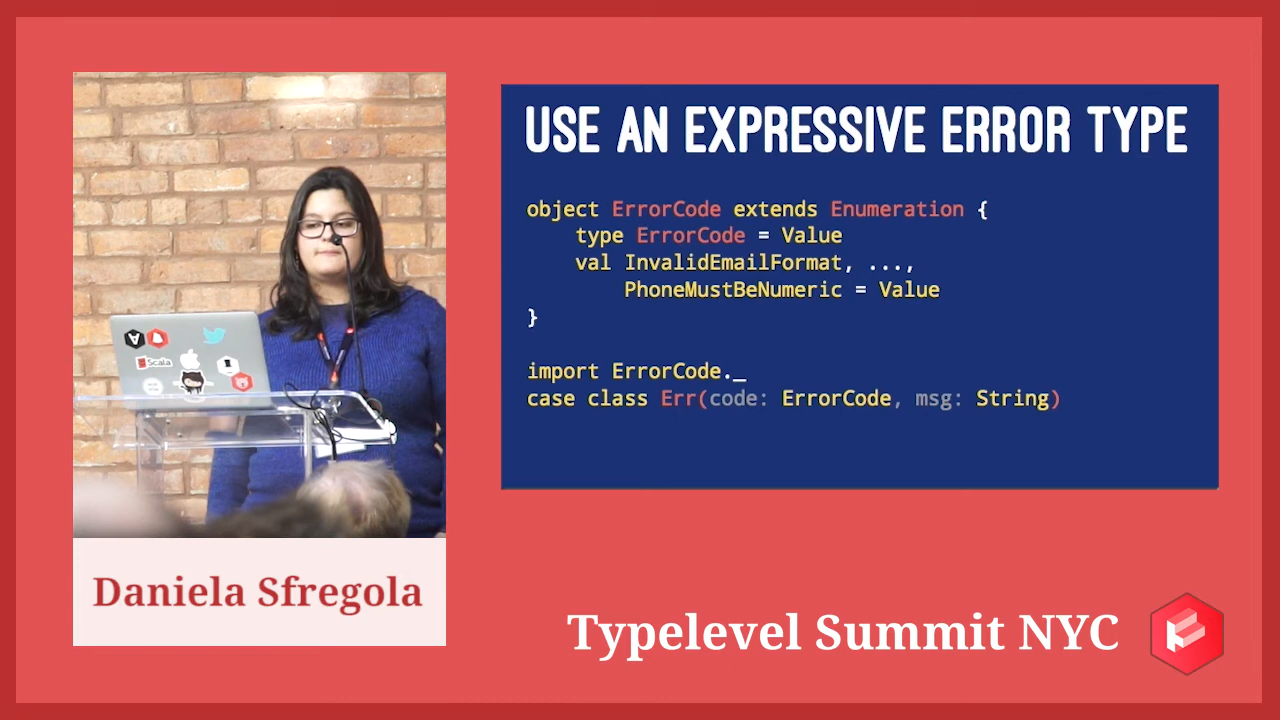 USE AN EXPRESSIVE ERROR TYPE
object ErrorCode extends Enumeration {
    type ErrorCode = Value
    val InvalidEmailFormat, ...,
        PhoneMustBeNumeric = Value
}
import ErrorCode._
case class Err(code: ErrorCode, msg: String)
Scala
Daniela Sfregola
Typelevel Summit NYC